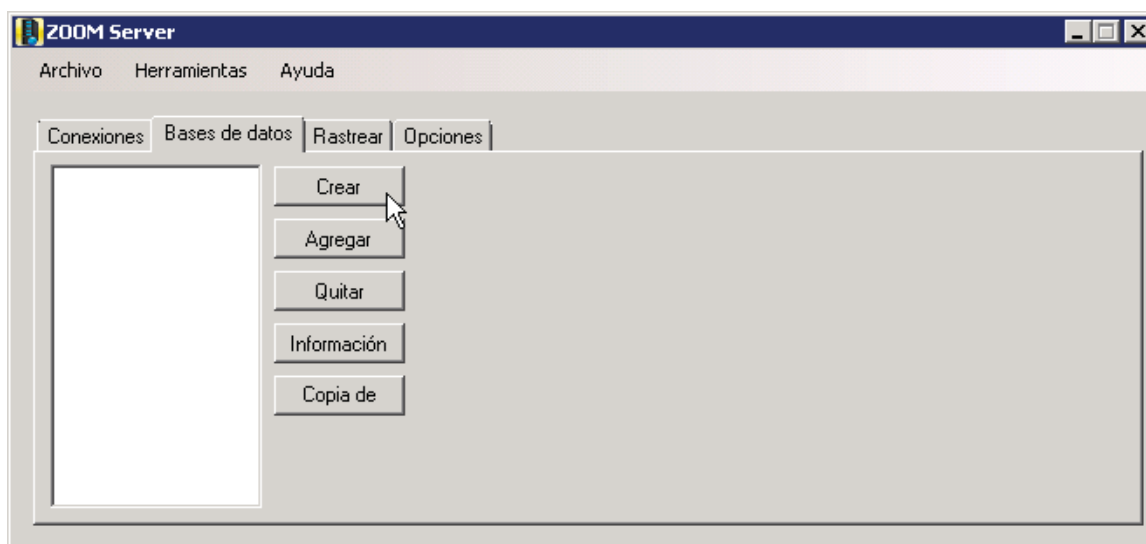 ZOOM Server
Archivo Herramientas Ayuda
Conexiones Bases de datos Rastrear Opciones
Crear
Agregar
Quitar
Información
Copia de